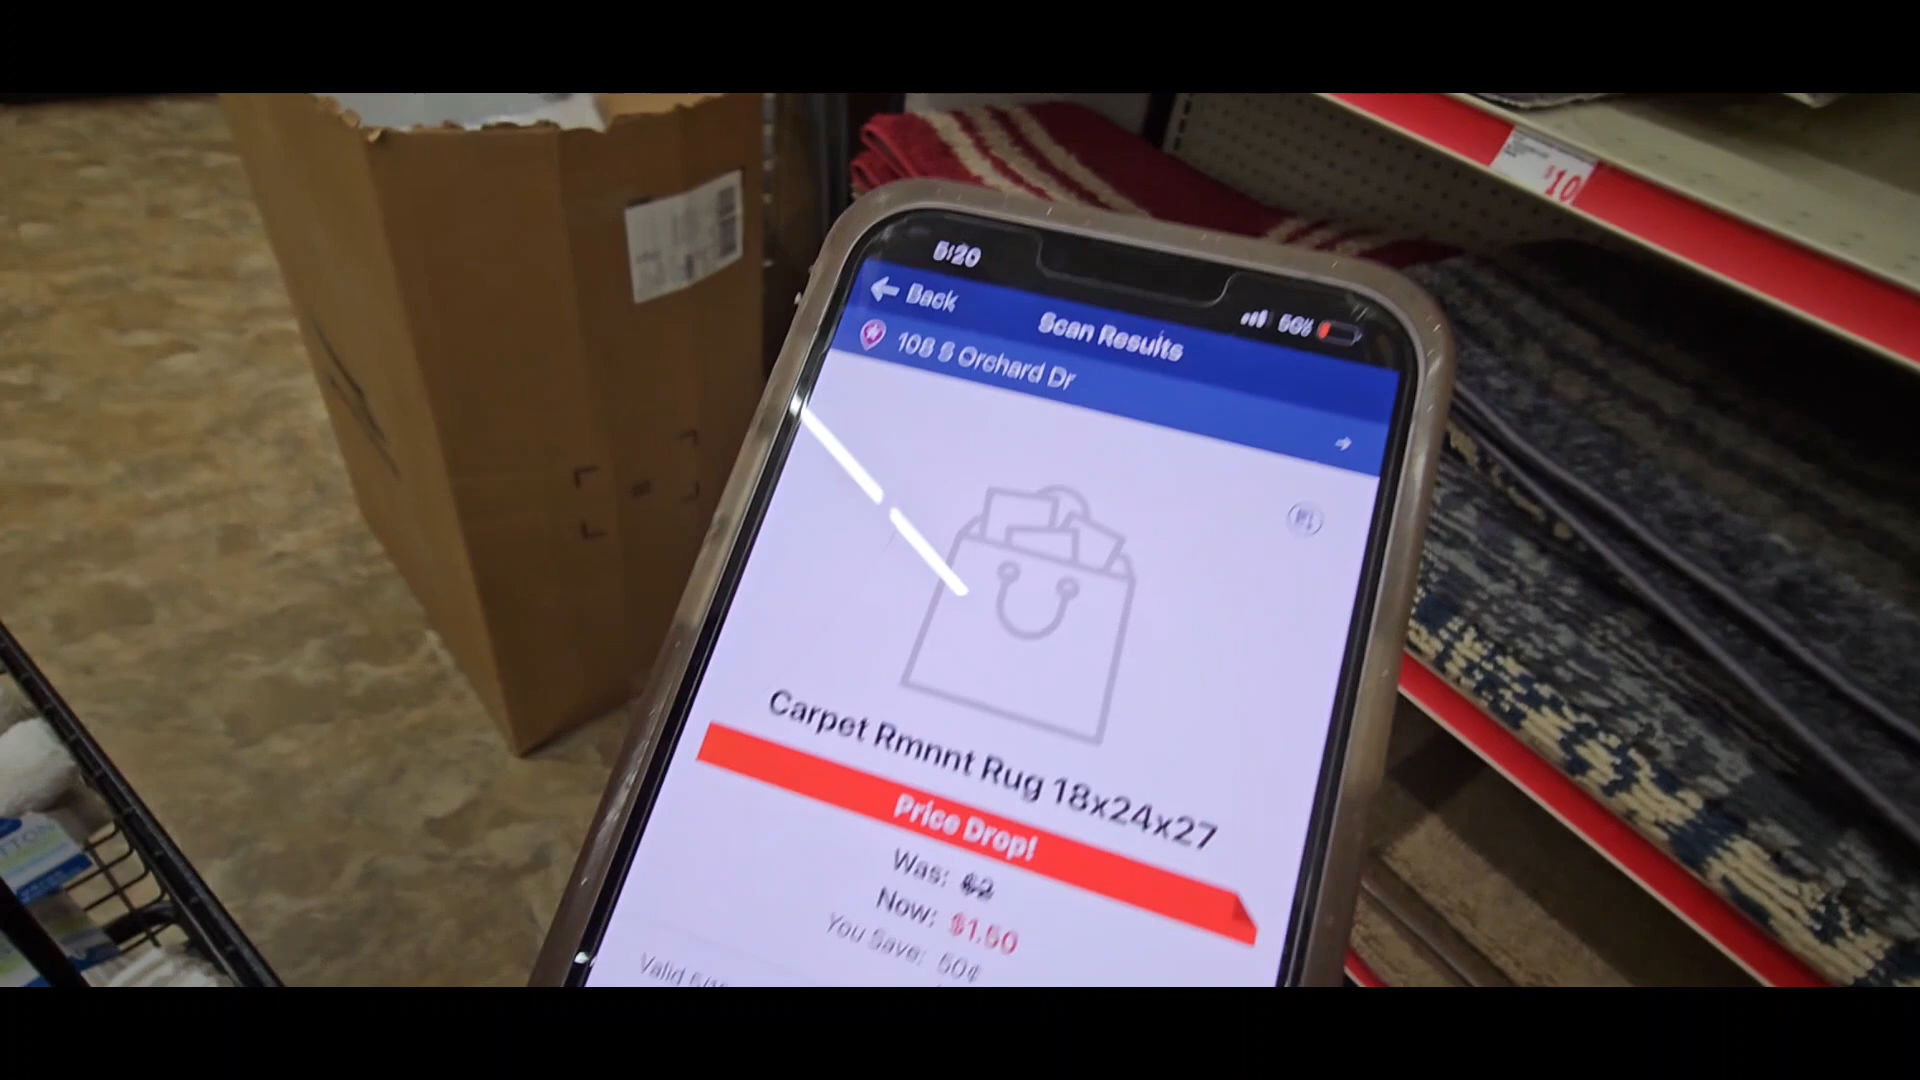 $10
5:20
Back
Scan Results
108 S Orchard Dr
Carpet Rmnnt Rug 18x24x27
Price Drop!
Was: $2
Now: $1.50
You Save: 50¢
Valid